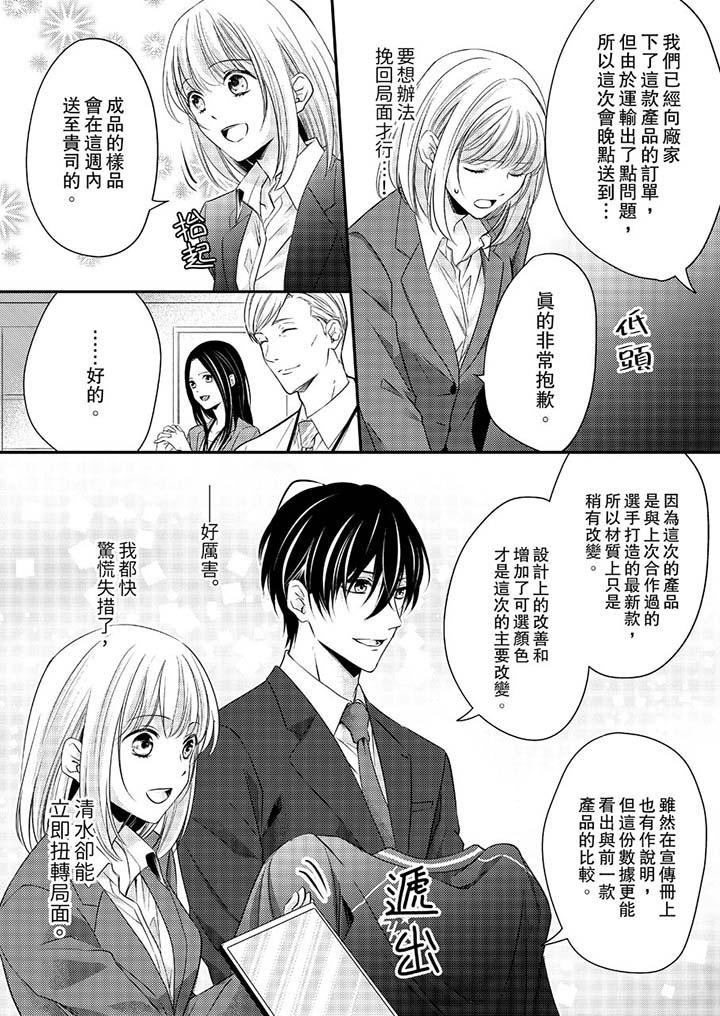 我們已經向廠家
下了這款產品的訂單，
但由於運輸出了點問題，
所以這次會晚點送到…
低頭
真的非常抱歉。
要想辦法
挽回局面才行…！
成品的樣品
會在這週內
送至貴司的。
抬起
……好的。
因為這次的產品
是與上次合作過的
選手打造的最新款，
所以材質上只是
稍有改變。
設計上的改善和
增加了可選顏色
才是這次的主要改變。
雖然在宣傳冊上
也有作說明，
但這份數據更能
看出與前一款
產品的比較。
遞出
——好厲害。
我都快
驚慌失措了，
清水卻能
立即扭轉局面。